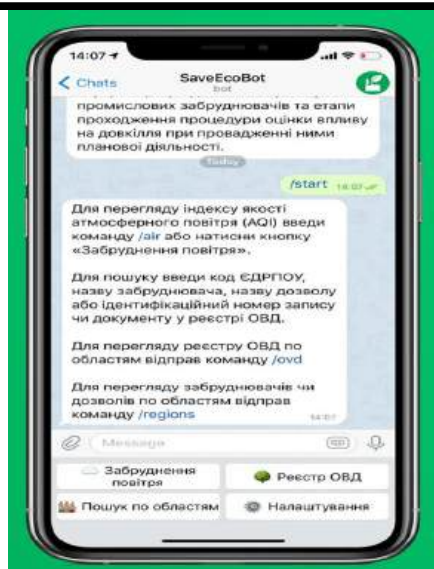 14:07
Chats
SaveEcoBot
bot
промислових забруднювачів та етапи
проходження процедури оцінки впливу
на довкілля при провадженні ними
планової діяльності.
Today
/start 14:07
Для перегляду індексу якості
атмосферного повітря (AQI) введи
команду /air або натисни кнопку
«Забруднення повітря».
Для пошуку введи код ЄДРПОУ,
назву забруднювача, назву дозволу
або ідентифікаційний номер запису
чи документу у реєстрі ОВД.
Для перегляду реєстру ОВД по
областям відправ команду /ovd
Для перегляду забруднювачів чи
дозволів по областям відправ
команду /regions
14:07
Message
Забруднення
повітря
Реєстр ОВД
Пошук по областям
Налаштування